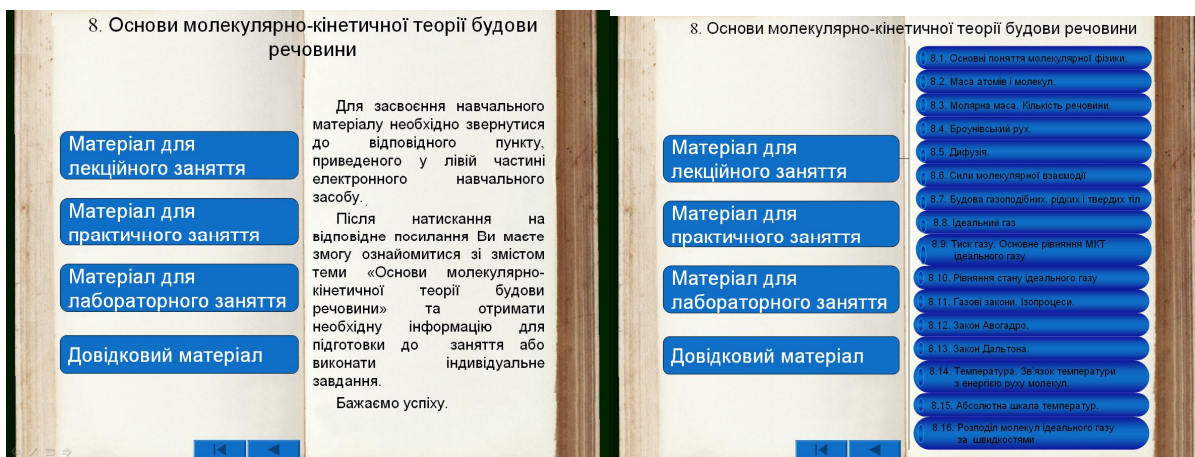 8. Основи молекулярно-кінетичної теорії будови
речовини
Матеріал для
лекційного заняття
Матеріал для
практичного заняття
Матеріал для
лабораторного заняття
Довідковий матеріал
Для засвоєння навчального
матеріалу необхідно звернутися
до відповідного пункту,
приведеного у лівій частині
електронного навчального
засобу.
Після натискання на
відповідне посилання Ви маєте
змогу ознайомитися зі змістом
теми «Основи молекулярно-
кінетичної теорії будови
речовини» та отримати
необхідну інформацію для
підготовки до заняття або
виконати індивідуальне
завдання.
Бажаємо успіху.
8. Основи молекулярно-кінетичної теорії будови речовини
Матеріал для
лекційного заняття
Матеріал для
практичного заняття
Матеріал для
лабораторного заняття
Довідковий матеріал
8.1. Основні поняття молекулярної фізики.
8.2. Маса атомів і молекул.
8.3. Молярна маса. Кількість речовини.
8.4. Броунівський рух.
8.5. Дифузія.
8.6. Сили молекулярної взаємодії
8.7. Будова газоподібних, рідких і твердих тіл
8.8. Ідеальний газ
8.9. Тиск газу. Основне рівняння МКТ
ідеального газу
8.10. Рівняння стану ідеального газу
8.11. Газові закони. Ізопроцеси.
8.12. Закон Авогадро.
8.13. Закон Дальтона.
8.14. Температура. Зв'язок температури
з енергією руху молекул.
8.15. Абсолютна шкала температур.
8.16. Розподіл молекул ідеального газу
за швидкостями